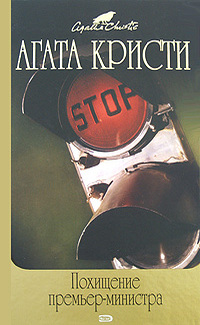 Agatha Christie
АГАТА КРИСТИ
STOP
Похищение
премьер-министра